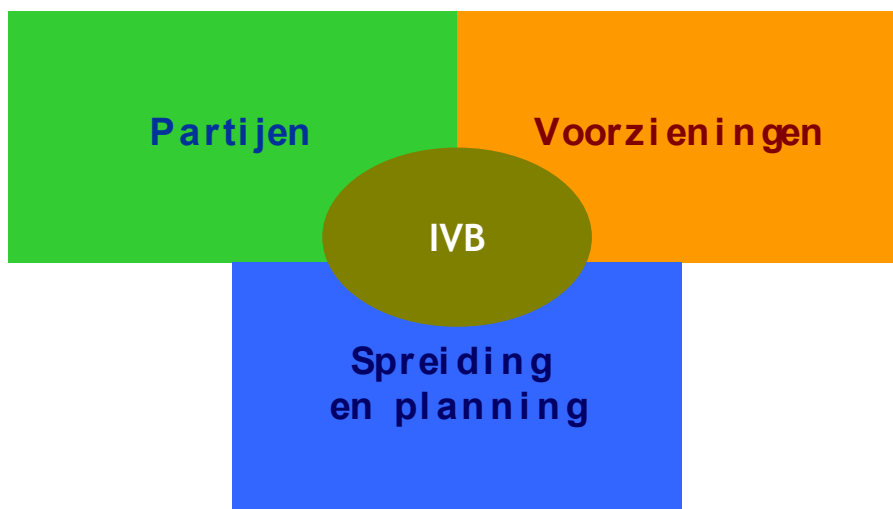 Partijen
Voorzieningen
IVB
Spreiding
en planning